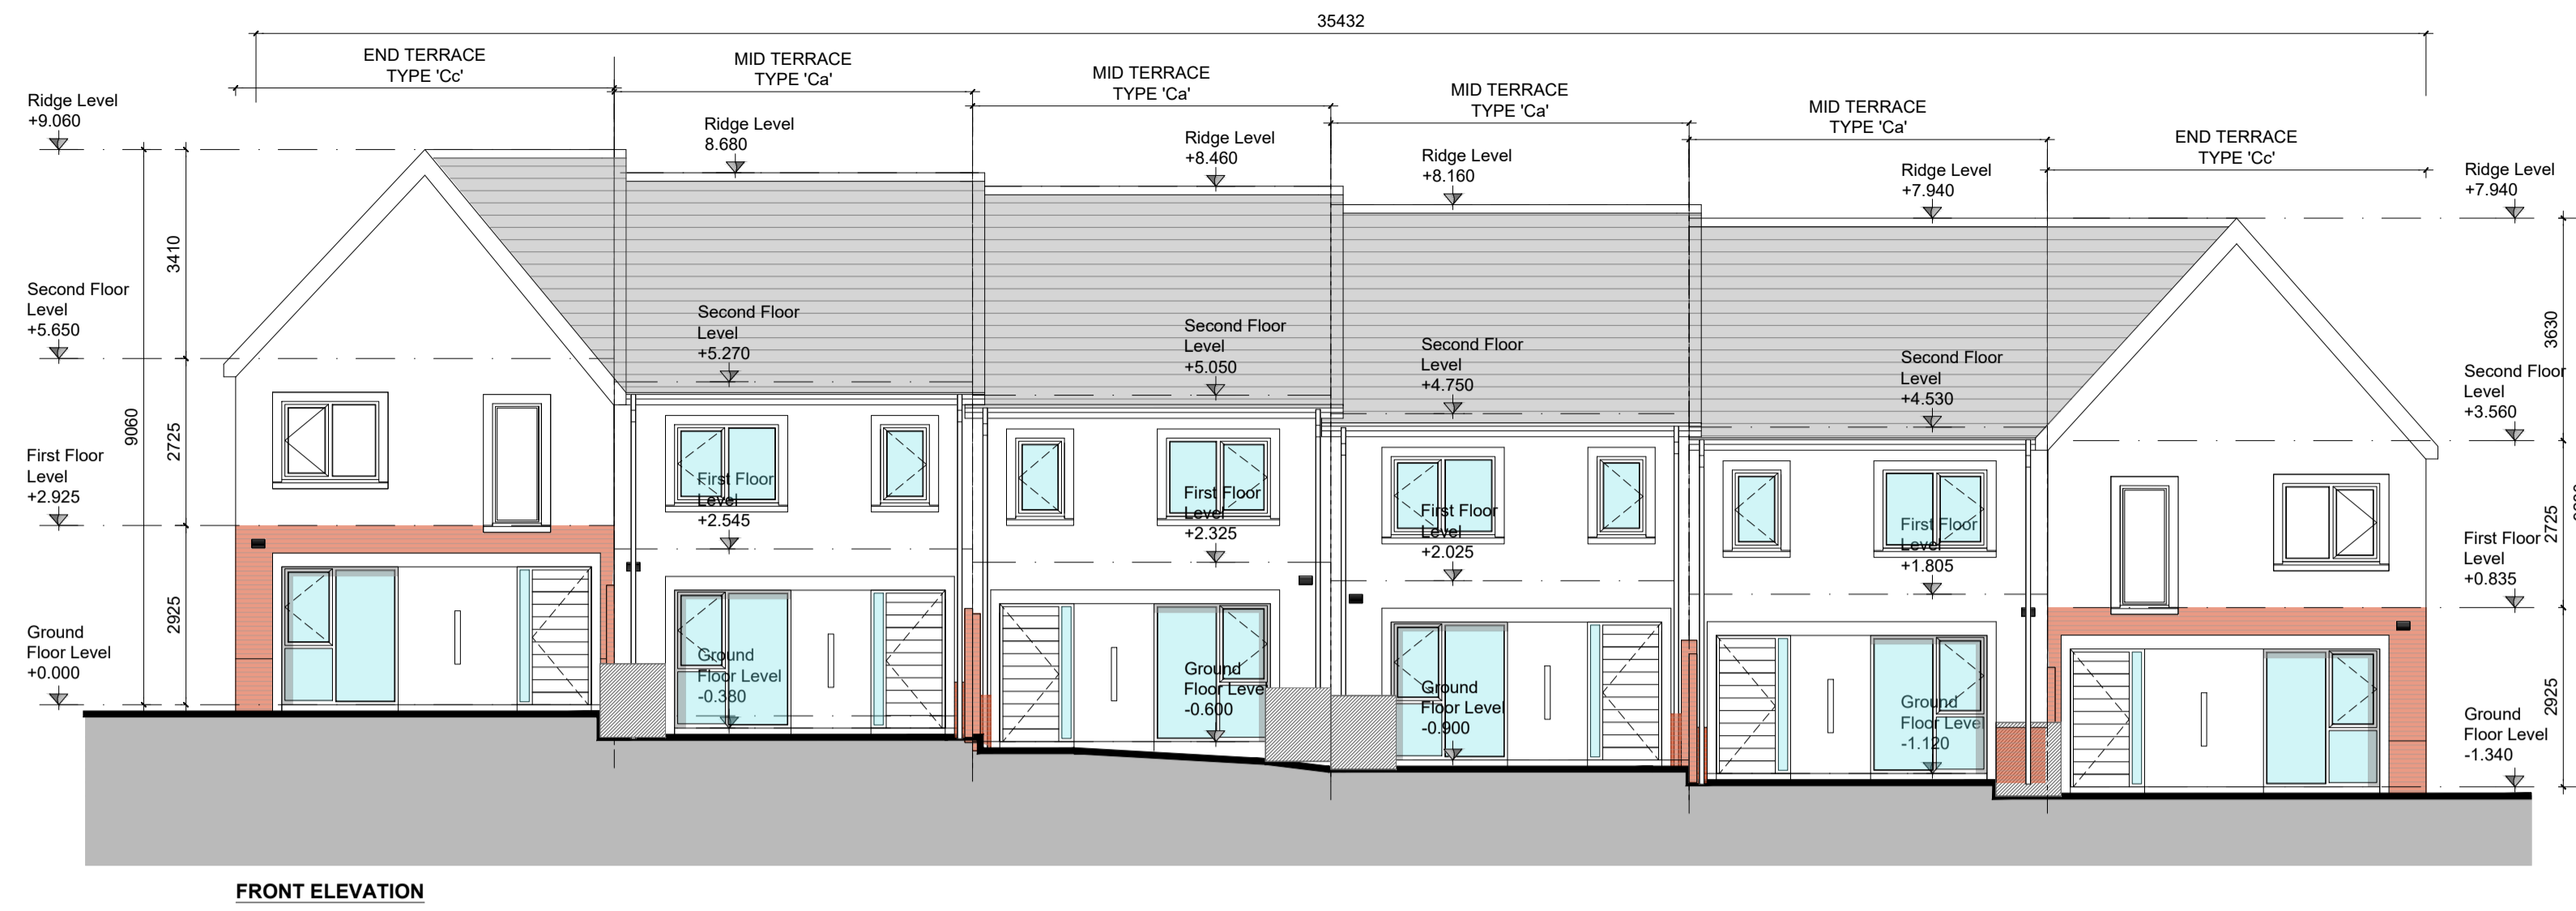 35432
END TERRACE
TYPE 'Cc'
MID TERRACE
TYPE 'Ca'
MID TERRACE
TYPE 'Ca'
MID TERRACE
TYPE 'Ca'
MID TERRACE
TYPE 'Ca'
END TERRACE
TYPE 'Cc'
Ridge Level
+9.060
Second Floor
Level
+5.650
First Floor
Level
+2.925
Ground
Floor Level
+0.000
9060
3410
2725
2925
Ridge Level
8.680
Second Floor
Level
+5.270
First Floor
Level
+2.545
Ground
Floor Level
-0.380
Ridge Level
+8.460
Second Floor
Level
+5.050
First Floor
Level
+2.325
Ground
Floor Level
-0.600
Ridge Level
+8.160
Second Floor
Level
+4.750
First Floor
Level
+2.025
Ground
Floor Level
-0.900
Ridge Level
+7.940
Second Floor
Level
+4.530
First Floor
Level
+1.805
Ground
Floor Level
-1.120
Ridge Level
+7.940
Second Floor
Level
+3.560
First Floor
Level
+0.835
Ground
Floor Level
-1.340
3630
2725
2925
FRONT ELEVATION